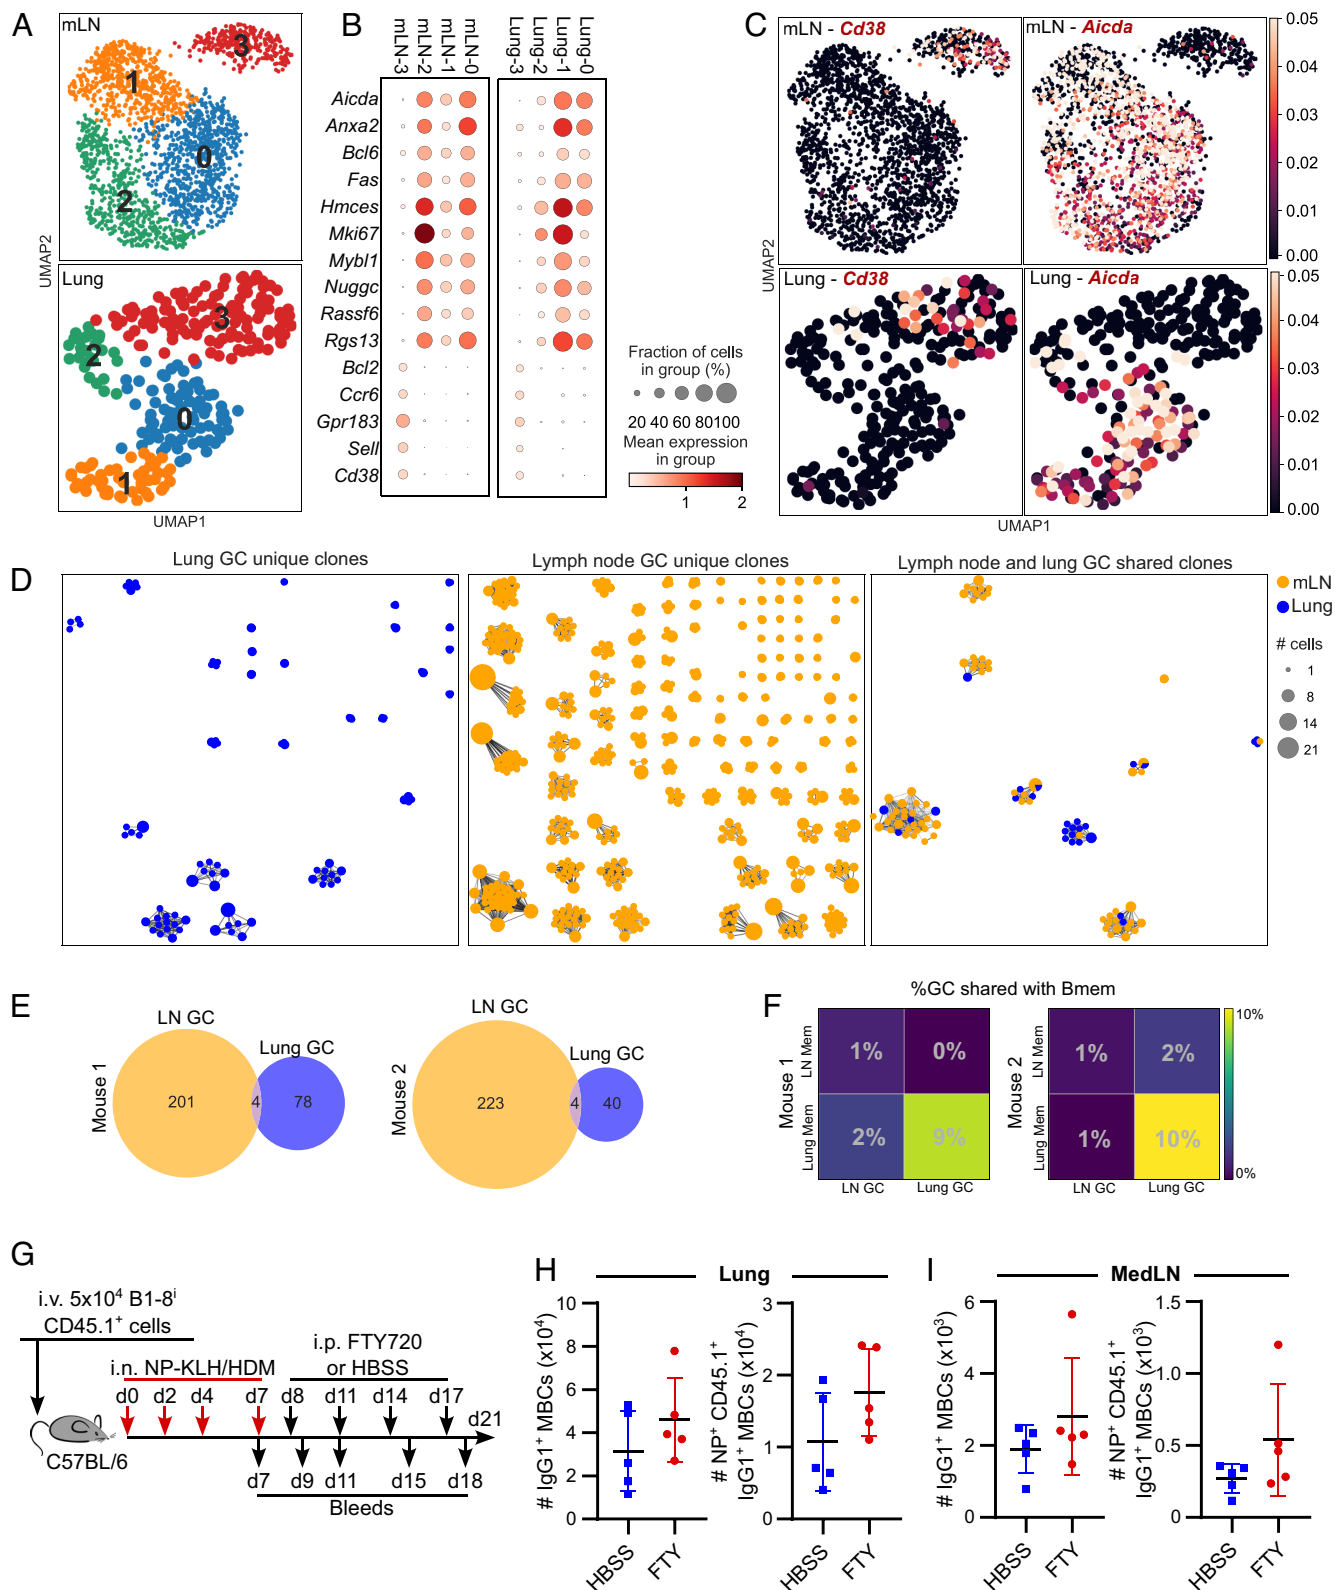 A
mLN
3
1
0
2
Lung
3
2
0
1
UMAP2
UMAP1
B
mLN-3
mLN-2
mLN-1
mLN-0
Lung-3
Lung-2
Lung-1
Lung-0
Aicda
Anxa2
Bcl6
Fas
Hmces
Mki67
Mybl1
Nuggc
Rassf6
Rgs13
Bcl2
Ccr6
Gpr183
Sell
Cd38
Fraction of cells
in group (%)
20 40 60 80100
Mean expression
in group
1 2
C
mLN - Cd38
mLN - Aicda
0.05
0.04
0.03
0.02
0.01
0.00
Lung - Cd38
Lung - Aicda
0.05
0.04
0.03
0.02
0.01
0.00
UMAP2
UMAP1
D
Lung GC unique clones
Lymph node GC unique clones
Lymph node and lung GC shared clones
mLN
Lung
# cells
1
8
14
21
E
LN GC
Lung GC
Mouse 1
201
4
78
LN GC
Lung GC
Mouse 2
223
4
40
F
%GC shared with Bmem
Mouse 1
LN Mem
Lung Mem
1% 0%
2% 9%
LN GC
Lung GC
Mouse 2
LN Mem
Lung Mem
1% 2%
1% 10%
LN GC
Lung GC
10%
0%
G
i.v. 5x10⁴ B1-8ⁱ
CD45.1⁺ cells
i.n. NP-KLH/HDM
i.p. FTY720
or HBSS
d0 d2 d4 d7 d8 d11 d14 d17
d21
C57BL/6
d7 d9 d11 d15 d18
Bleeds
H
Lung
# IgG1⁺ MBCs (x10⁴)
10
8
6
4
2
0
HBSS
FTY
# NP⁺ CD45.1⁺
IgG1⁺ MBCs (x10⁴)
3
2
1
0
HBSS
FTY
I
MedLN
# IgG1⁺ MBCs (x10³)
6
4
2
0
HBSS
FTY
# NP⁺ CD45.1⁺
IgG1⁺ MBCs (x10³)
1.5
1.0
0.5
0
HBSS
FTY